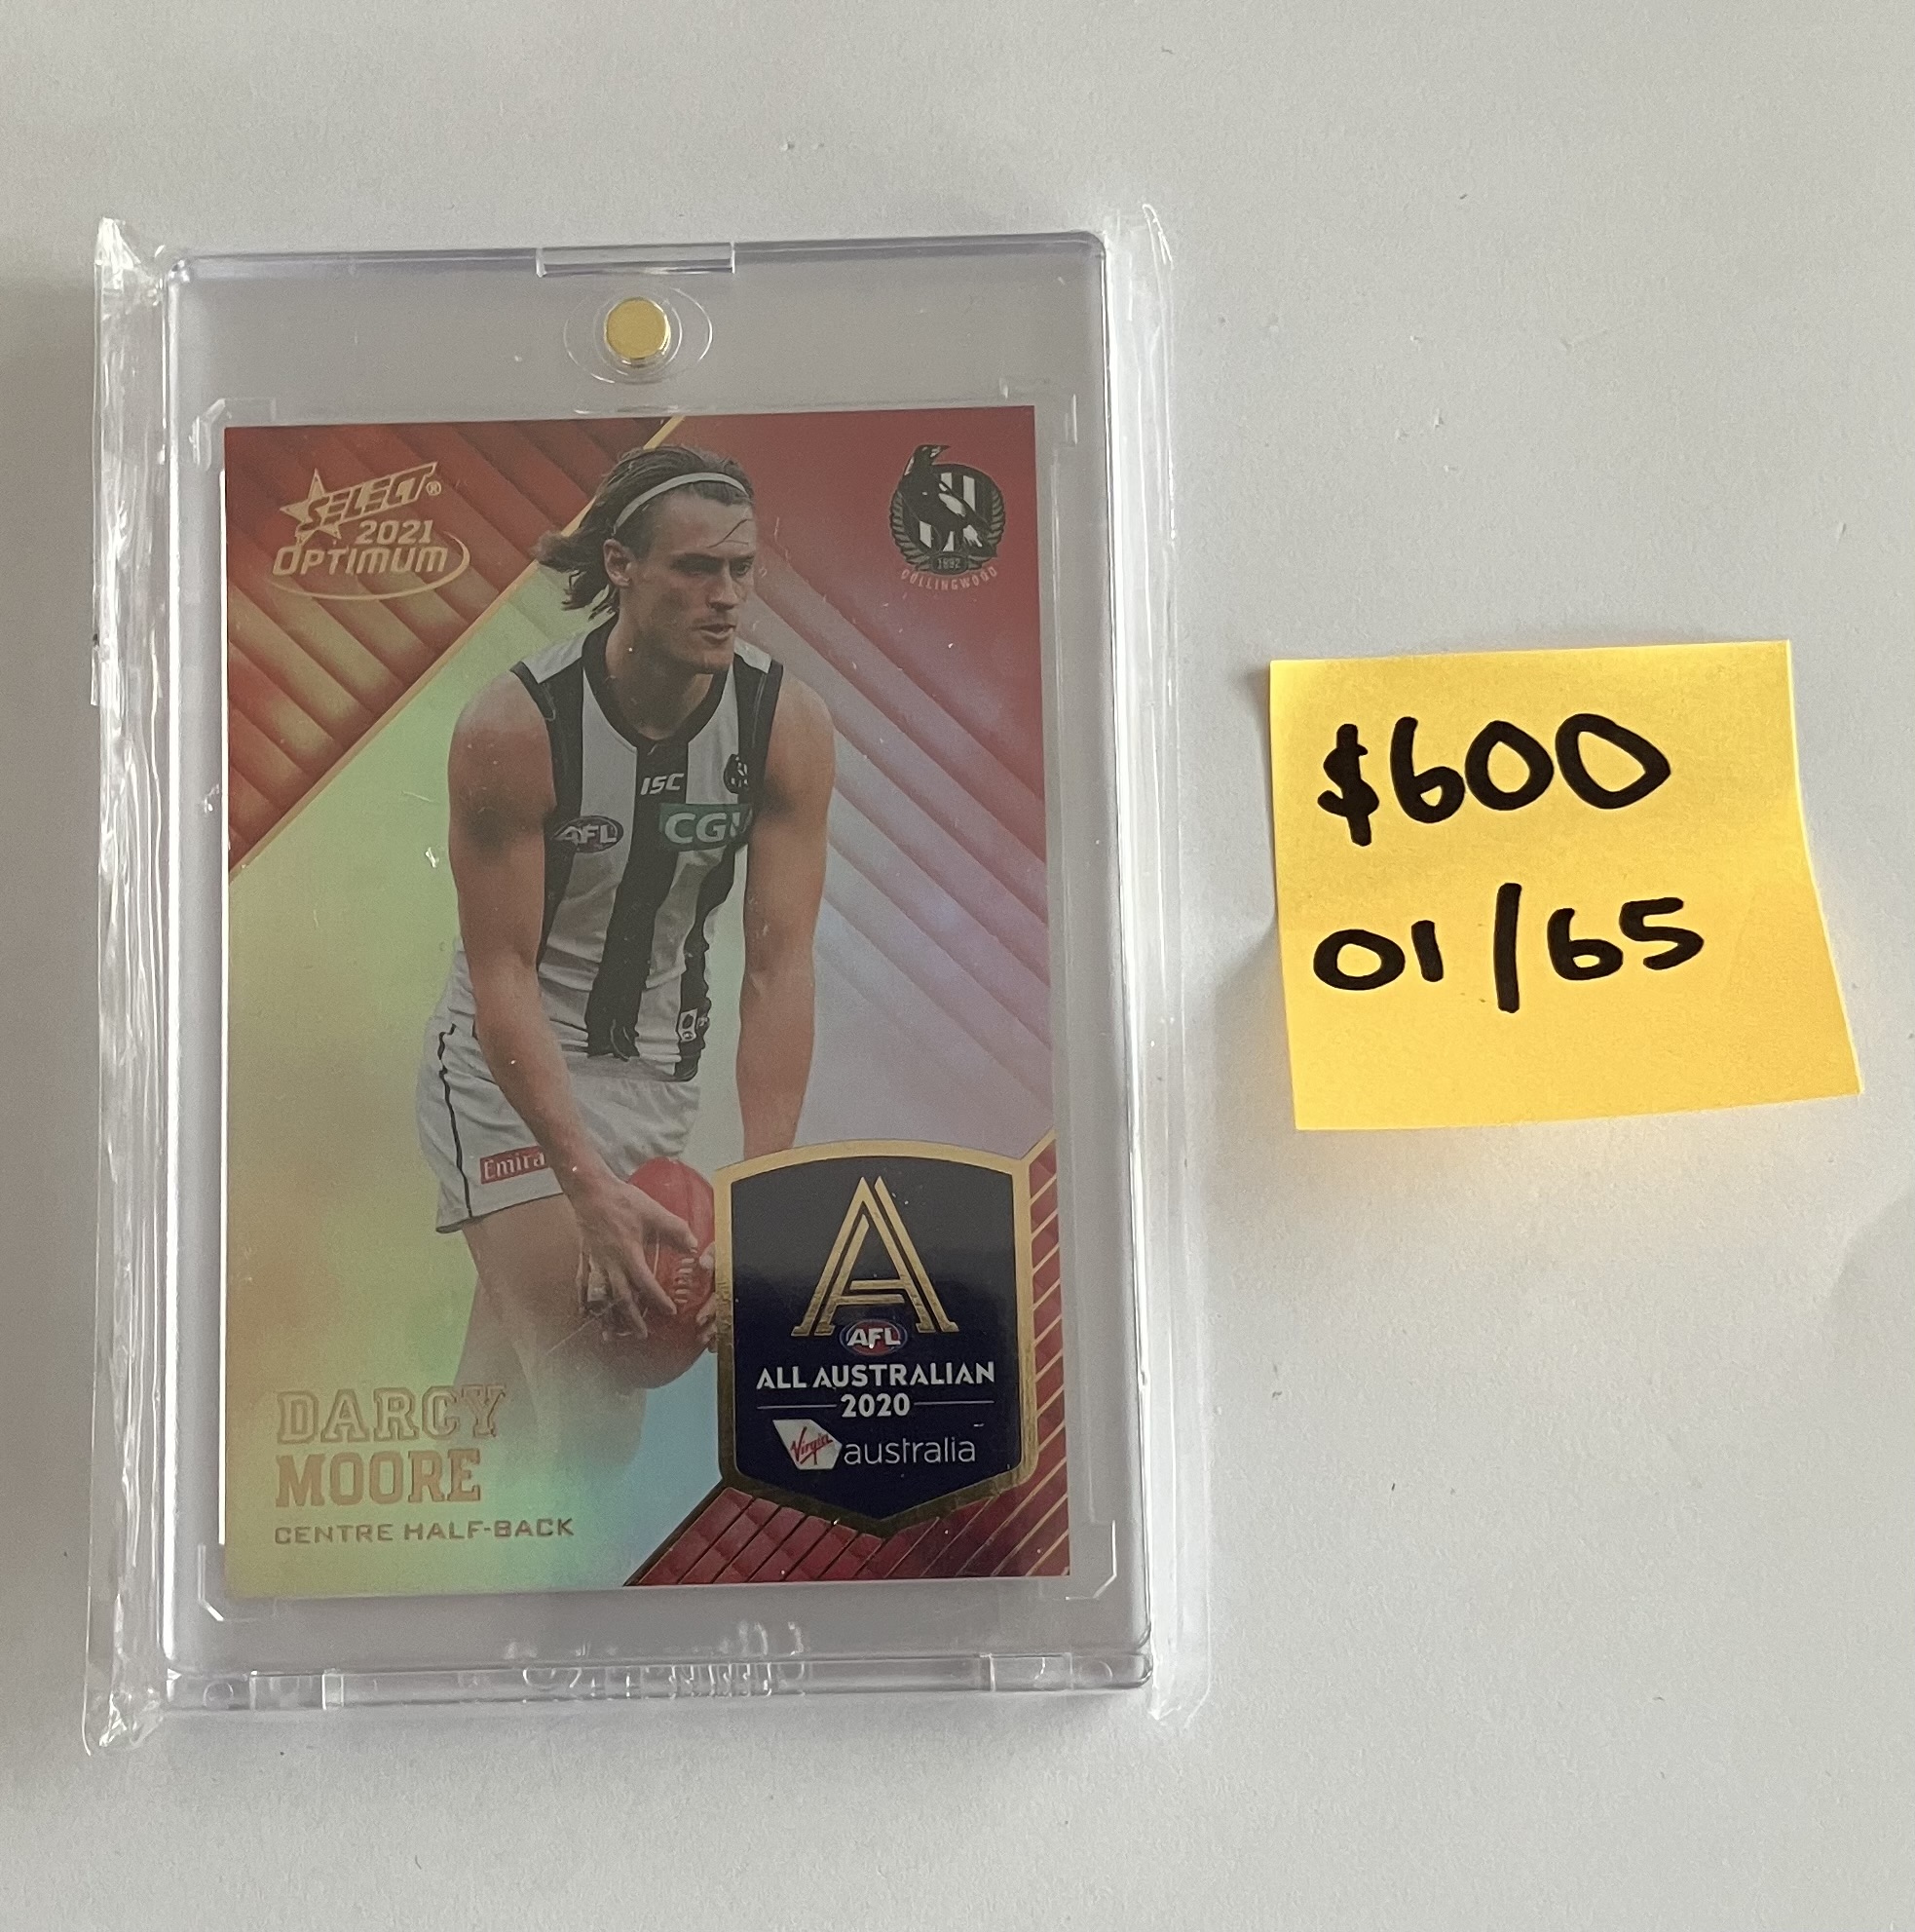 SELECT®
2021
OPTIMUM
1892
COLLINGWOOD
ISC
AFL
CGU
Emira
A
AFL
ALL AUSTRALIAN
2020
Virgin australia
DARCY
MOORE
CENTRE HALF-BACK
$600
01/65